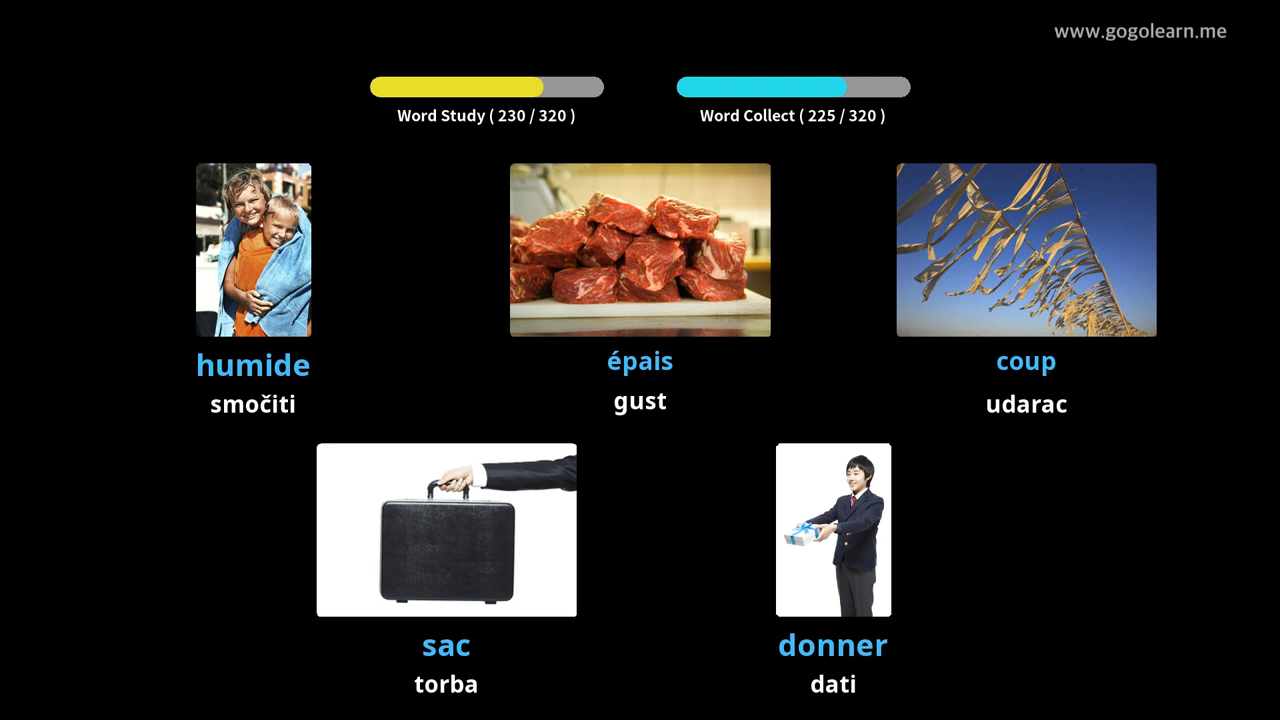 www.gogolearn.me
Word Study ( 230 / 320 )
Word Collect ( 225 / 320 )
humide
smočiti
épais
gust
coup
udarac
sac
torba
donner
dati